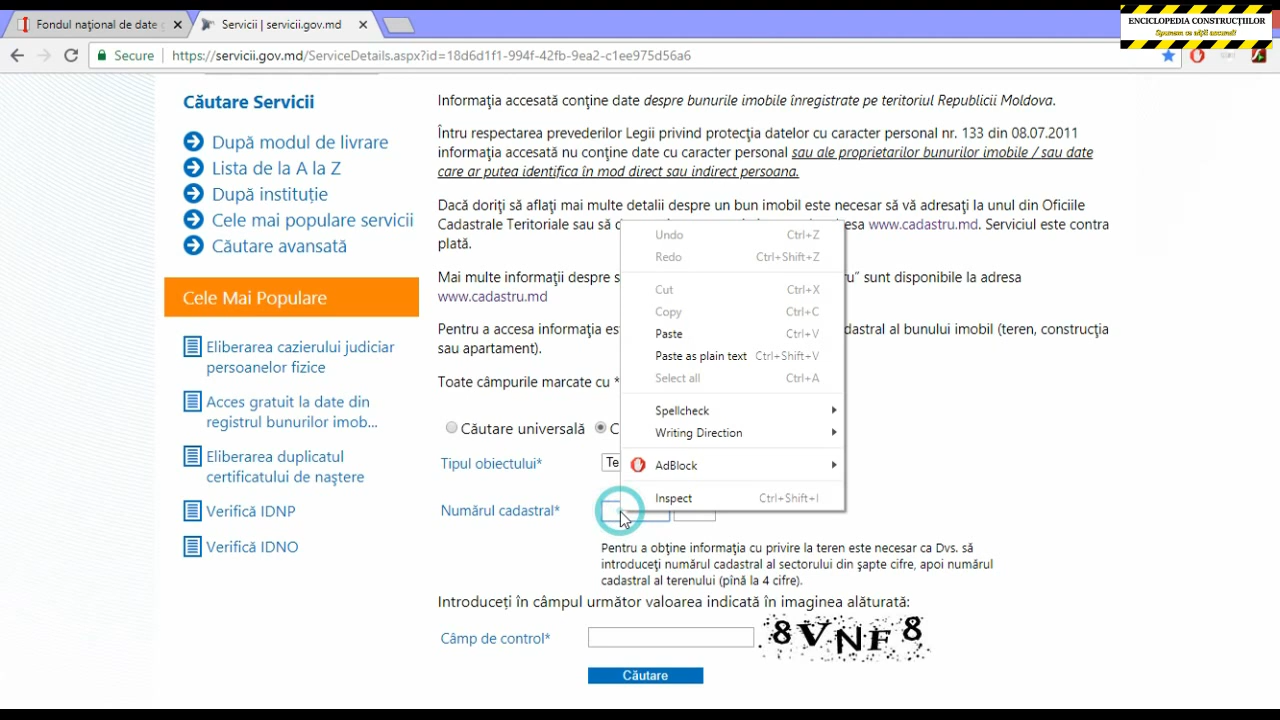 Fondul național de date g
Servicii | servicii.gov.md
ENCICLOPEDIA CONSTRUCȚIILOR
Spunem ce alții ascund!
Secure
https://servicii.gov.md/ServiceDetails.aspx?id=18d6d1f1-994f-42fb-9ea2-c1ee975d56a6
Căutare Servicii
După modul de livrare
Lista de la A la Z
După instituție
Cele mai populare servicii
Căutare avansată
Cele Mai Populare
Eliberarea cazierului judiciar
persoanelor fizice
Acces gratuit la date din
registrul bunurilor imob...
Eliberarea duplicatul
certificatului de naștere
Verifică IDNP
Verifică IDNO
Informația accesată conține date despre bunurile imobile înregistrate pe teritoriul Republicii Moldova.
Întru respectarea prevederilor Legii privind protecția datelor cu caracter personal nr. 133 din 08.07.2011
informația accesată nu conține date cu caracter personal sau ale proprietarilor bunurilor imobile / sau date
care ar putea identifica în mod direct sau indirect persoana.
Dacă doriți să aflați mai multe detalii despre un bun imobil este necesar să vă adresați la unul din Oficiile
Cadastrale Teritoriale sau să d esa www.cadastru.md. Serviciul este contra
plată.
Mai multe informații despre s ru” sunt disponibile la adresa
www.cadastru.md
Pentru a accesa informația es cadastral al bunului imobil (teren, construcția
sau apartament).
Toate câmpurile marcate cu *
Căutare universală C
Tipul obiectului* Te
Numărul cadastral*
Undo Ctrl+Z
Redo Ctrl+Shift+Z
Cut Ctrl+X
Copy Ctrl+C
Paste Ctrl+V
Paste as plain text Ctrl+Shift+V
Select all Ctrl+A
Spellcheck
Writing Direction
AdBlock
Inspect Ctrl+Shift+I
Pentru a obține informația cu privire la teren este necesar ca Dvs. să
introduceți numărul cadastral al sectorului din șapte cifre, apoi numărul
cadastral al terenului (pînă la 4 cifre).
Introduceți în câmpul următor valoarea indicată în imaginea alăturată:
Câmp de control* 8VNF8
Căutare